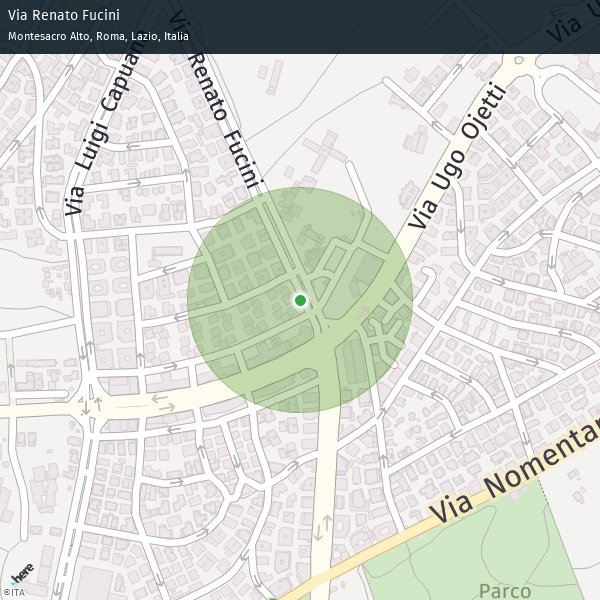 Via Renato Fucini
Montesacro Alto, Roma, Lazio, Italia
Via
Via Luigi Capuan
Via Renato Fucini
Via Ugo Ojetti
Via Nomentan
Parco
here
©ITA